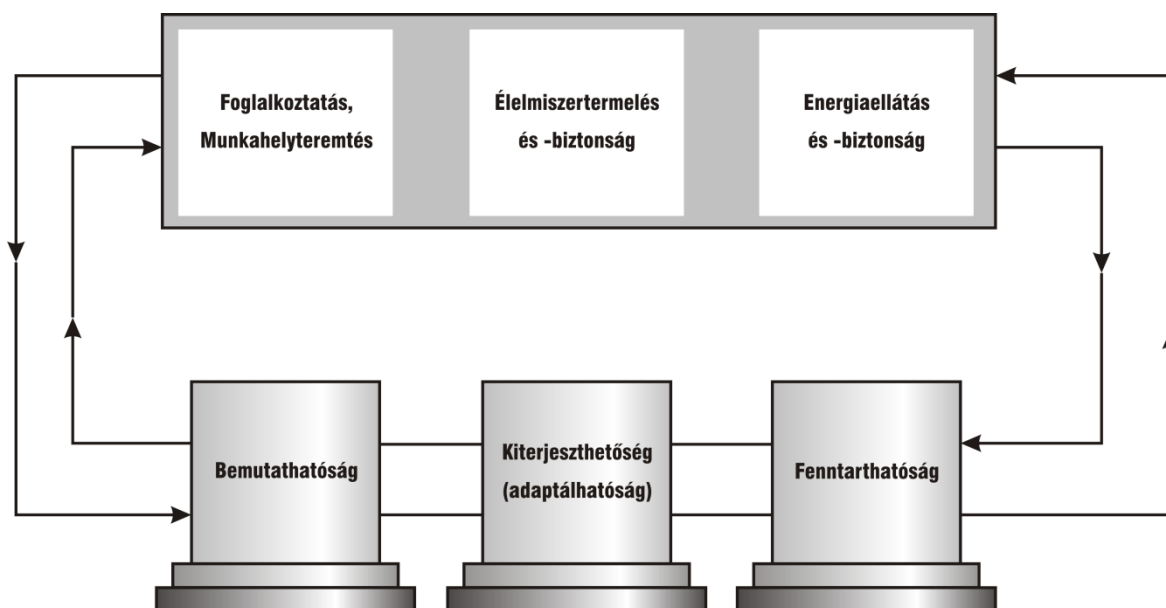 Foglalkoztatás,
Munkahelyteremtés
Élelmiszertermelés
és -biztonság
Energiaellátás
és -biztonság
Bemutathatóság
Kiterjeszthetőség
(adaptálhatóság)
Fenntarthatóság